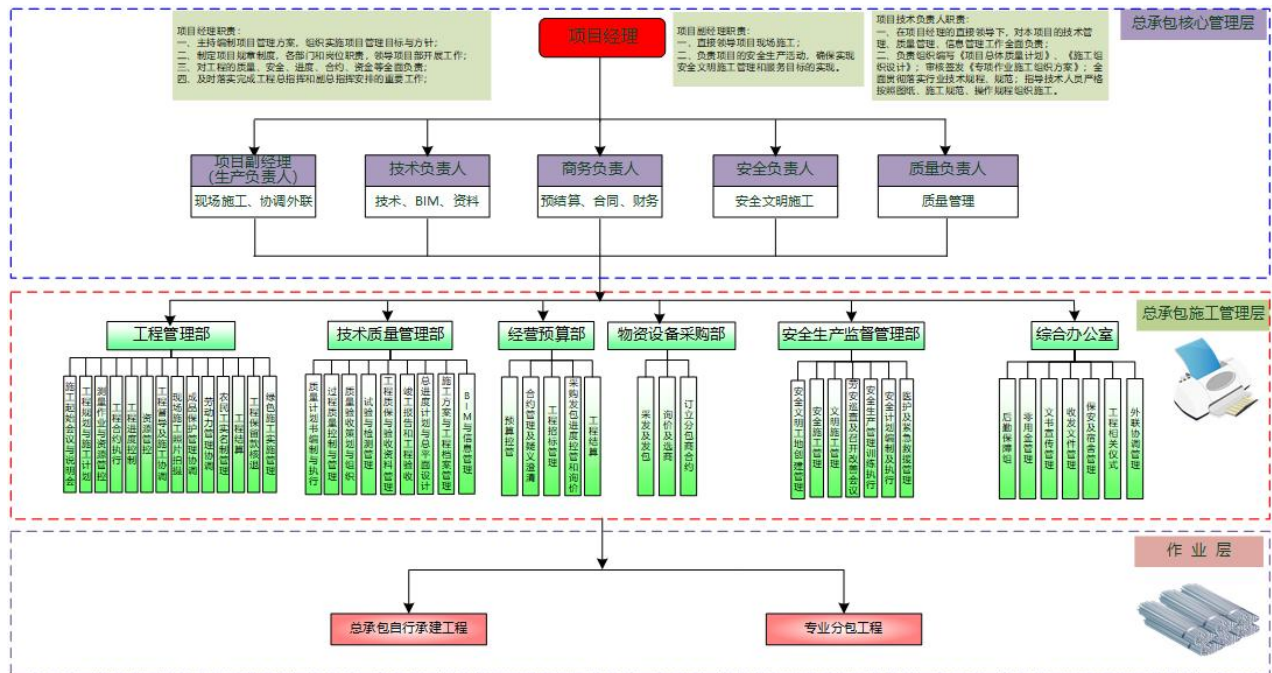 项目经理职责：
一、主持编制项目管理方案，组织实施项目管理目标与方针；
二、制定项目规章制度，各部门和岗位职责，领导项目部开展工作；
三、对工程的质量、安全、进度、合约、资金等全面负责；
四、及时落实完成工程总指挥和副总指挥安排的重要工作；
项目经理
项目副经理职责：
一、直接领导项目现场施工；
二、负责项目的安全生产活动，确保实现
安全文明施工管理和服务目标的实现。
项目技术负责人职责：
一、在项目经理的直接领导下，对本项目的技术管
理、质量管理、信息管理工作全面负责；
二、负责组织编写《项目总体质量计划》、《施工组
织设计》；审核签发《专项作业施工组织方案》；全
面贯彻落实行业技术规程、规范；指导技术人员严格
按照图纸、施工规范、操作规程组织施工。
总承包核心管理层
项目副经理
(生产负责人)
现场施工、协调外联
技术负责人
技术、BIM、资料
商务负责人
预结算、合同、财务
安全负责人
安全文明施工
质量负责人
质量管理
总承包施工管理层
工程管理部
施工起始会议与说明会
工程规划与施工计划
测量作业与资源管控
工程合约执行
工程进度控制
资源管控
工程督导及施工协调
现场施工照片扫描
成品保护管理协调
劳动力管理协调
农民工实名制管理
工程结算
工程保留款核退
绿色施工实施管理
技术质量管理部
质量计划书编制与执行
过程质量控制与管理
质量验收策划与组织
试验与检测管理
工程质保与验收资料管理
竣工报告和工程验收
总进度计划与总平面设计
施工方案与工程档案管理
BIM与信息管理
经营预算部
预算控管
合约管理及疑义澄清
工程招标管理
采购发包进度控管和询价
工程结算
物资设备采购部
采发及发包
询价及选商
订立分包商合约
安全生产监督管理部
安全文明工地创建管理
安全施工管理
文明施工管理
劳安巡查及召开改善会议
安全生产管理训练执行
安全计划编制及执行
医护及紧急救援管理
综合办公室
后勤保障组
零用金管理
文书宣传管理
收发文件管理
保安及宿舍管理
工程相关仪式
外联协调管理
作 业 层
总承包自行承建工程
专业分包工程